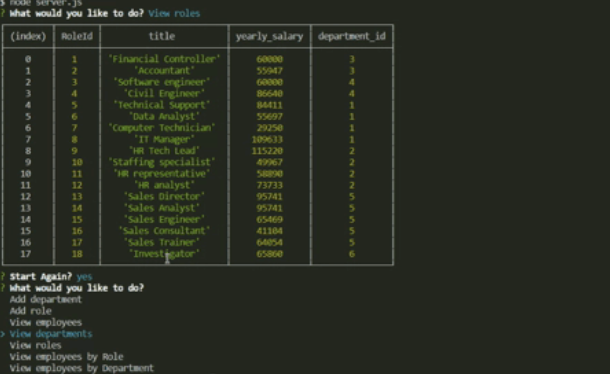 $ node server.js
? What would you like to do? View roles
(index) RoleId title yearly_salary department_id
0 1 'Financial Controller' 60000 3
1 2 'Accountant' 55947 3
2 3 'Software engineer' 60000 4
3 4 'Civil Engineer' 86640 4
4 5 'Technical Support' 84411 1
5 6 'Data Analyst' 55697 1
6 7 'Computer Technician' 29250 1
7 8 'IT Manager' 109633 1
8 9 'HR Tech Lead' 115220 2
9 10 'Staffing specialist' 49967 2
10 11 'HR representative' 58890 2
11 12 'HR analyst' 73733 2
12 13 'Sales Director' 95741 5
13 14 'Sales Analyst' 95741 5
14 15 'Sales Engineer' 65469 5
15 16 'Sales Consultant' 41104 5
16 17 'Sales Trainer' 64054 5
17 18 'Investigator' 65860 6
? Start Again? yes
? What would you like to do?
Add department
Add role
View employees
> View departments
View roles
View employees by Role
View employees by Department